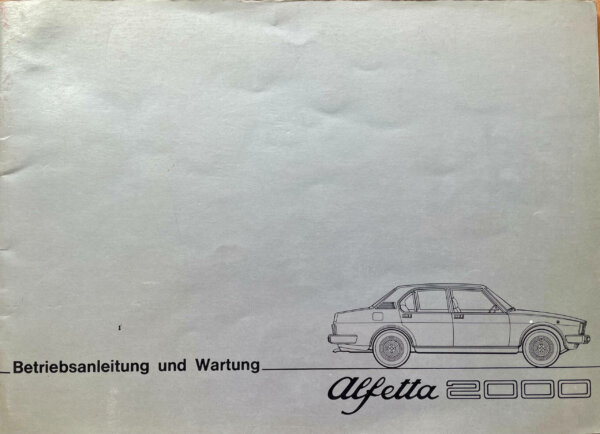 Betriebsanleitung und Wartung
Alfetta 2000